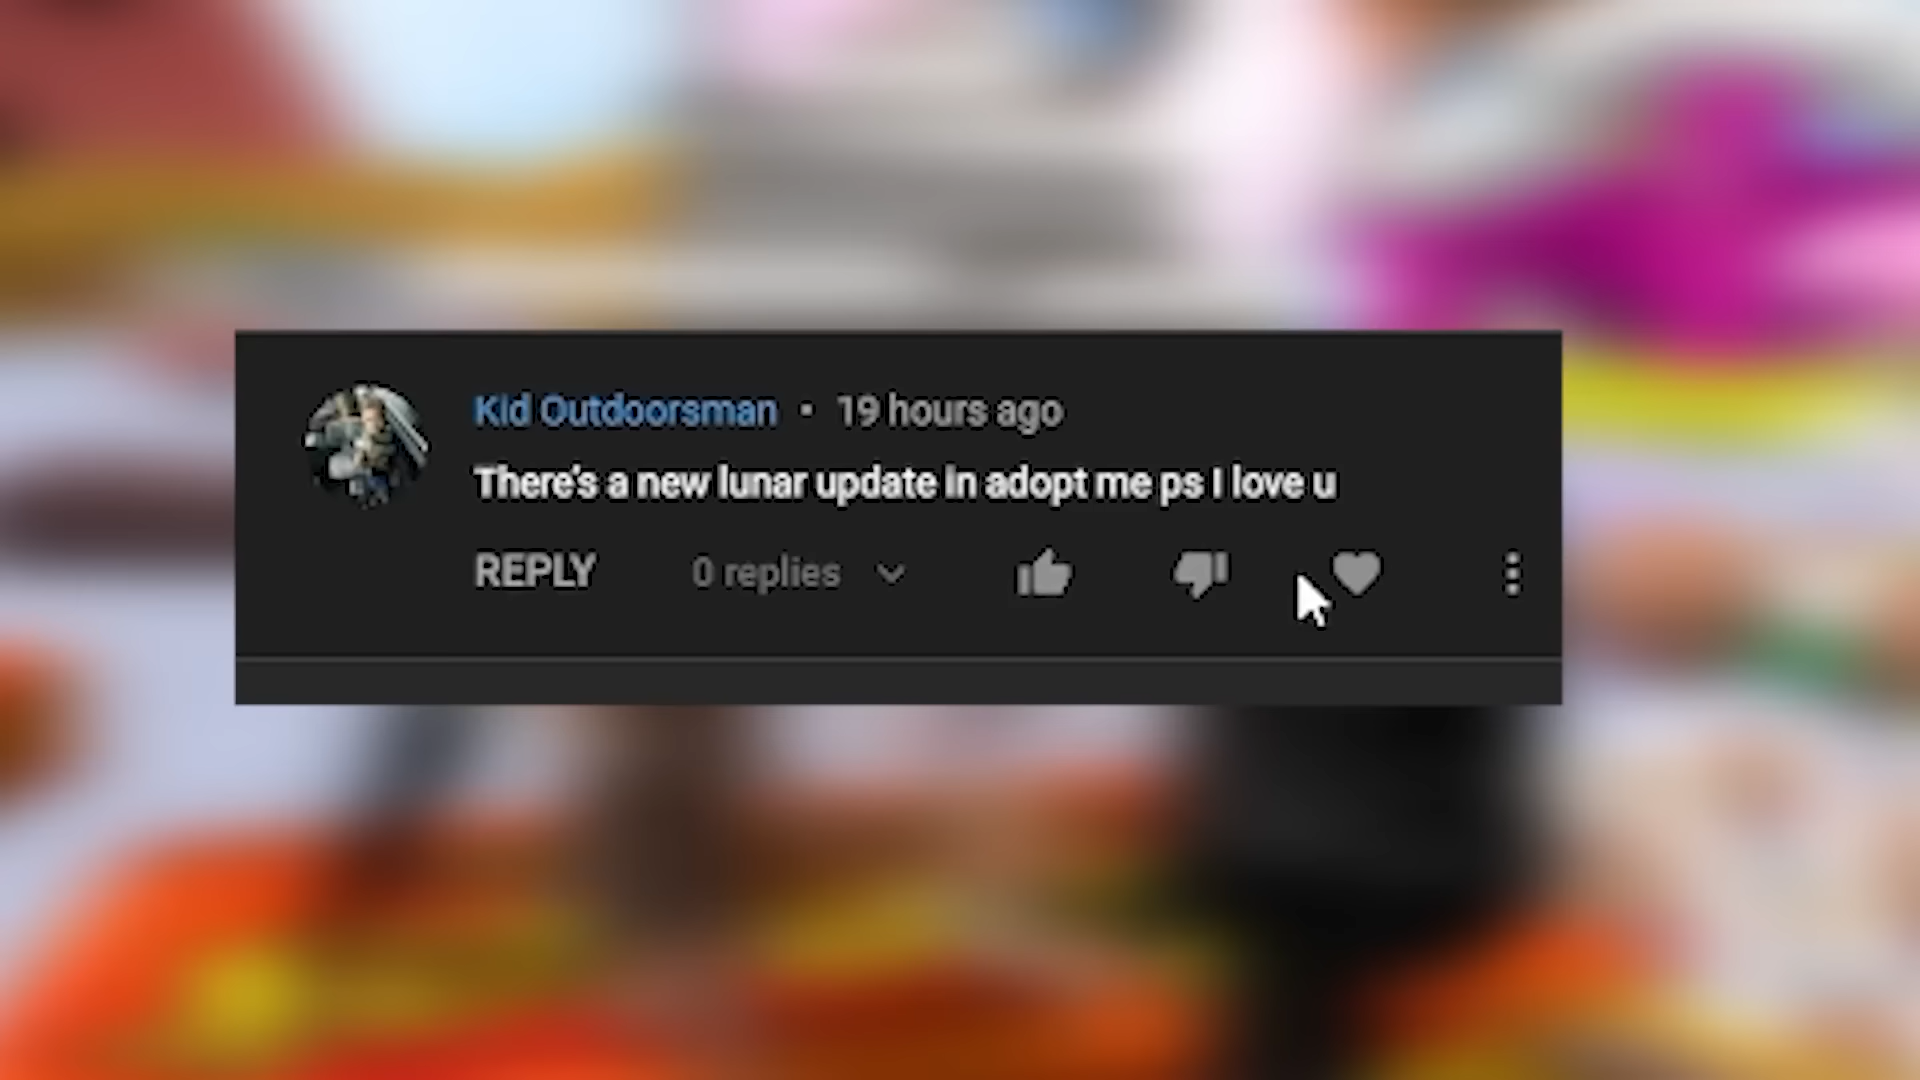 Kid Outdoorsman • 19 hours ago
There's a new lunar update in adopt me ps I love u
REPLY 0 replies